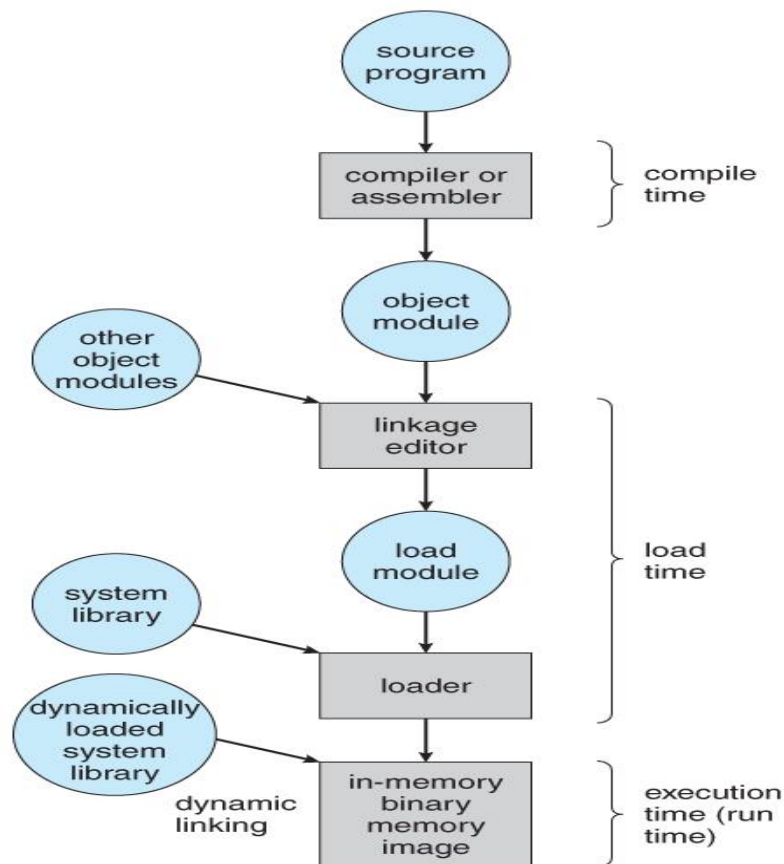 source
program
compiler or
assembler
compile
time
object
module
other
object
modules
linkage
editor
load
module
load
time
system
library
loader
dynamically
loaded
system
library
dynamic
linking
in-memory
binary
memory
image
execution
time (run
time)